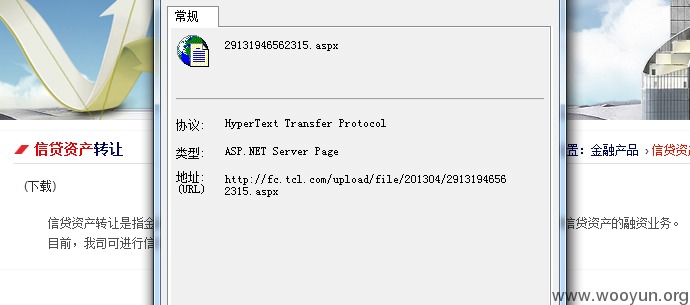 常规
29131946562315.aspx
协议: HyperText Transfer Protocol
类型: ASP.NET Server Page
地址: http://fc.tcl.com/upload/file/201304/2913194656
(URL) 2315.aspx
信贷资产转让
置：金融产品 › 信贷资产
(下载)
信贷资产转让是指金
信贷资产的融资业务。
目前，我司可进行信
www.wooyun.org